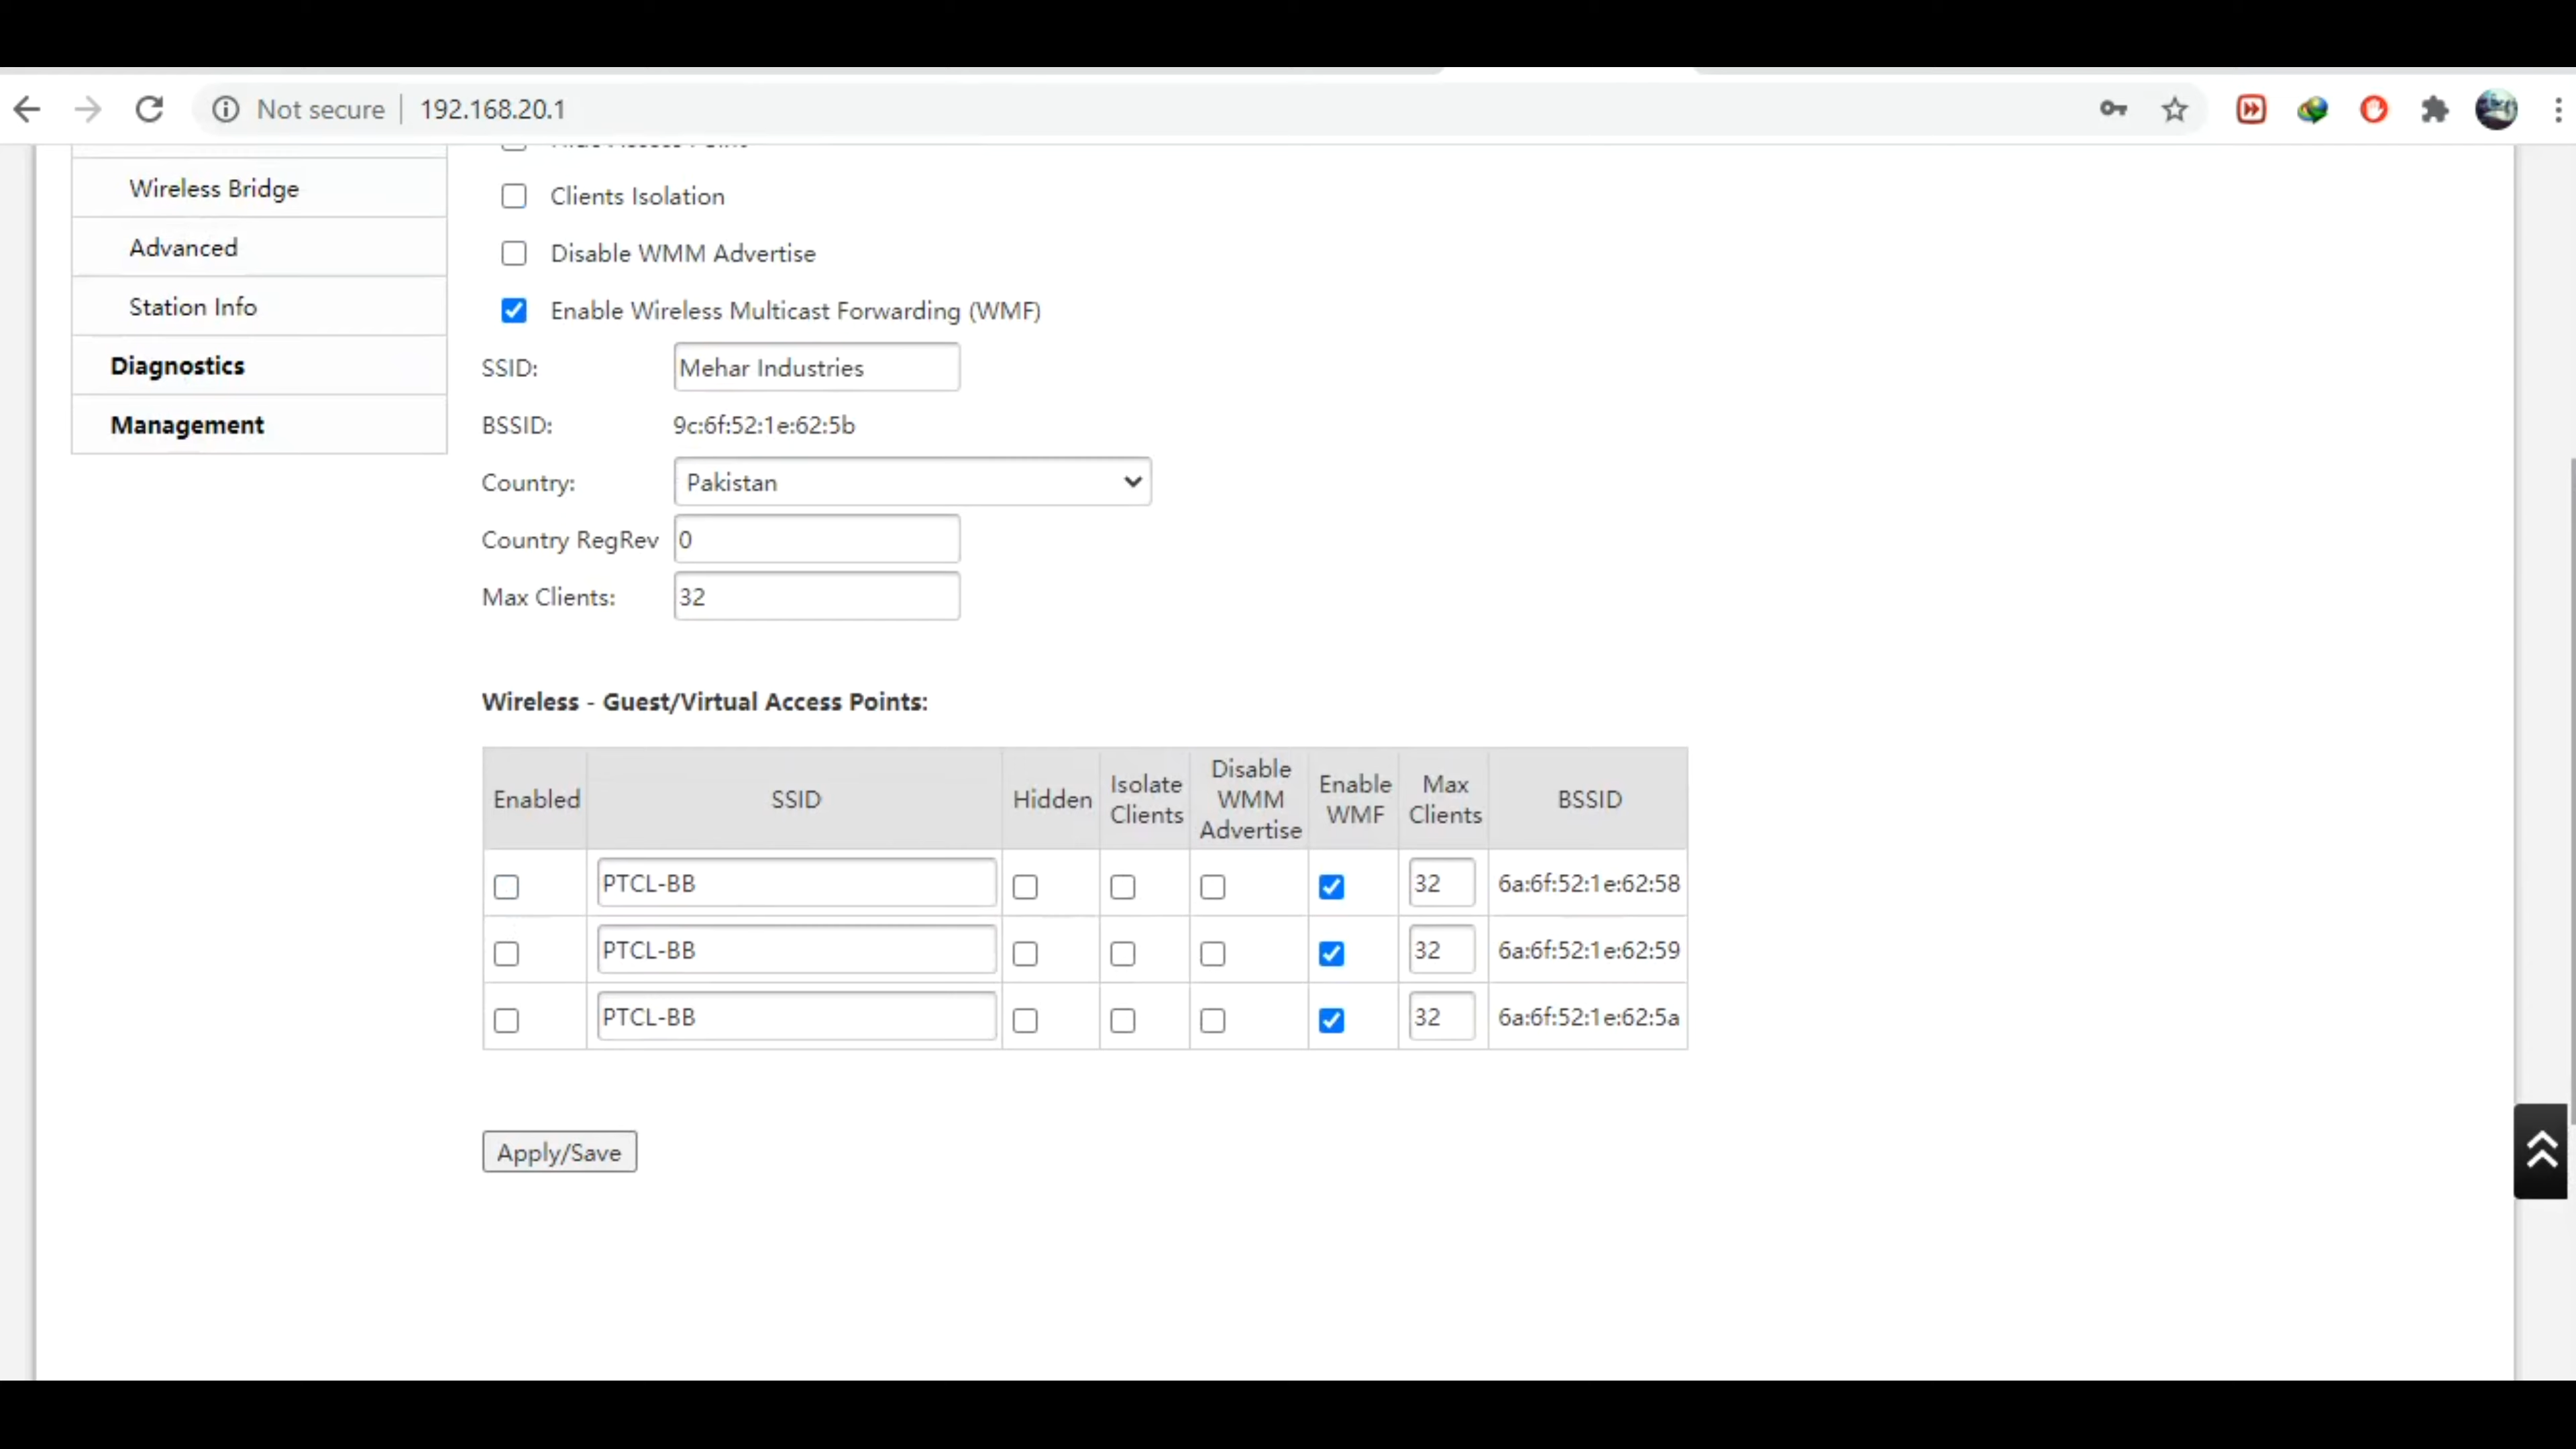 Not secure
192.168.20.1
Wireless Bridge
Advanced
Station Info
Diagnostics
Management
Clients Isolation
Disable WMM Advertise
Enable Wireless Multicast Forwarding (WMF)
SSID: Mehar Industries
BSSID: 9c:6f:52:1e:62:5b
Country: Pakistan
Country RegRev 0
Max Clients: 32
Wireless - Guest/Virtual Access Points:
Enabled SSID Hidden Isolate Clients Disable WMM Advertise Enable WMF Max Clients BSSID
PTCL-BB 32 6a:6f:52:1e:62:58
PTCL-BB 32 6a:6f:52:1e:62:59
PTCL-BB 32 6a:6f:52:1e:62:5a
Apply/Save